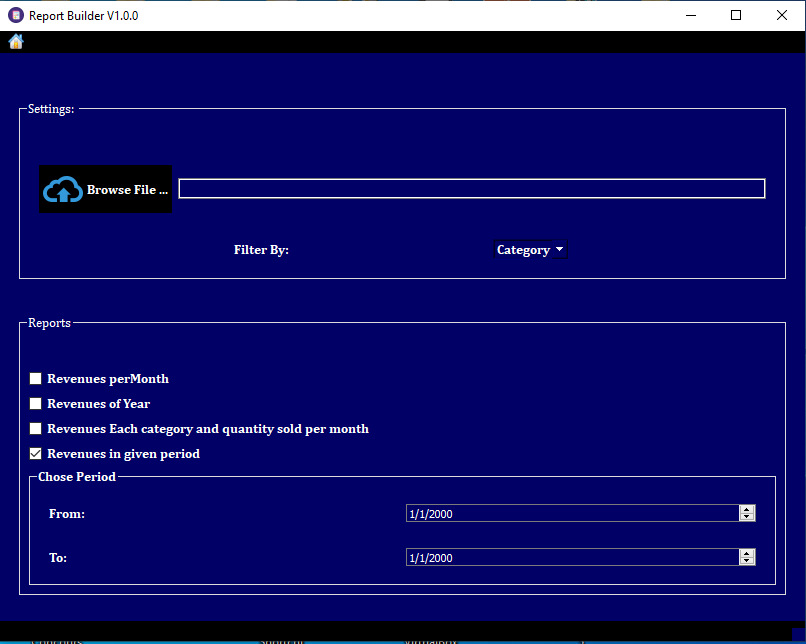 Report Builder V1.0.0
Settings:
Browse File ...
Filter By: Category
Reports
Revenues perMonth
Revenues of Year
Revenues Each category and quantity sold per month
Revenues in given period
Chose Period
From: 1/1/2000
To: 1/1/2000